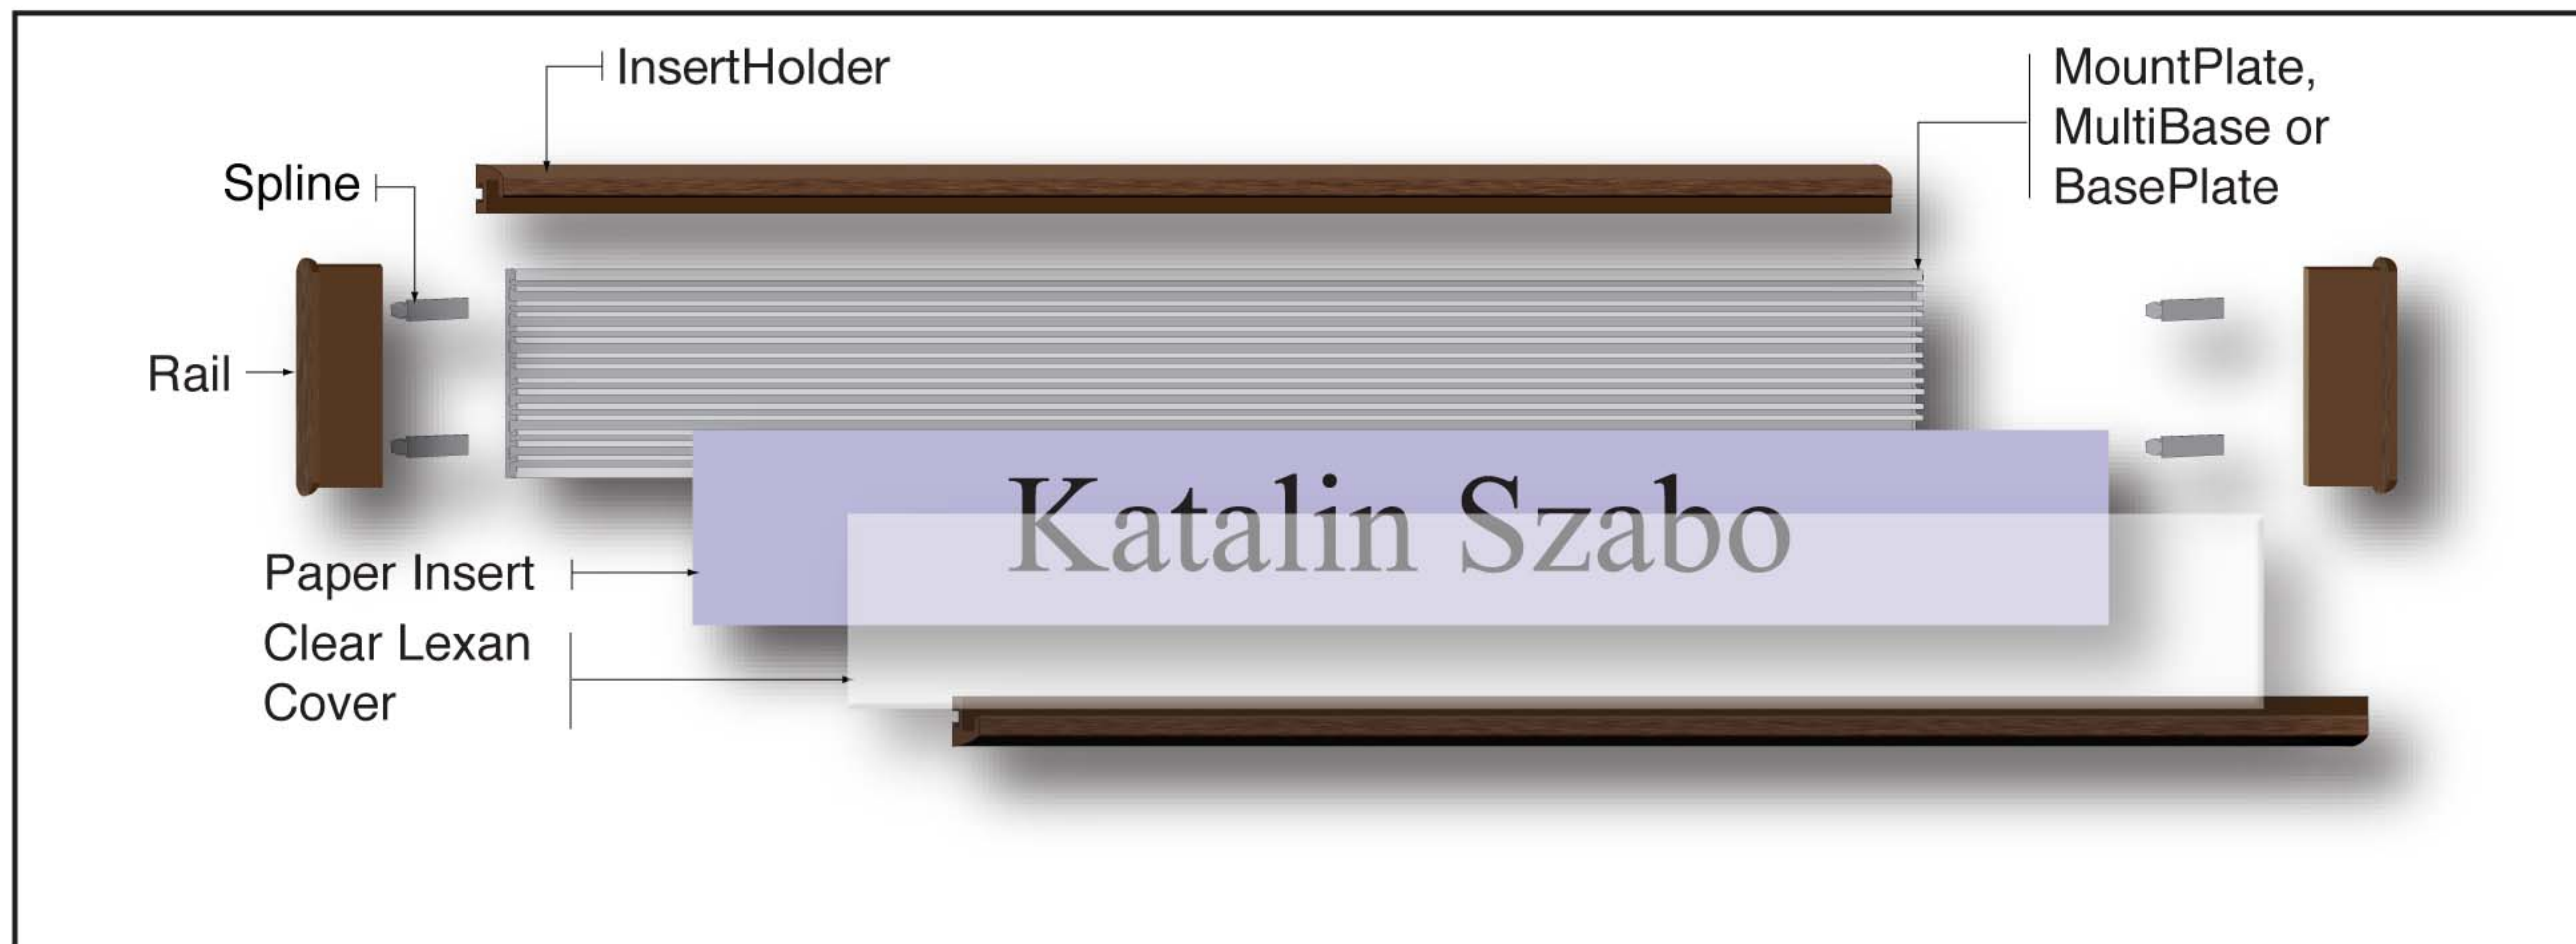 InsertHolder
MountPlate,
MultiBase or
BasePlate
Spline
Rail
Katalin Szabo
Paper Insert
Clear Lexan
Cover